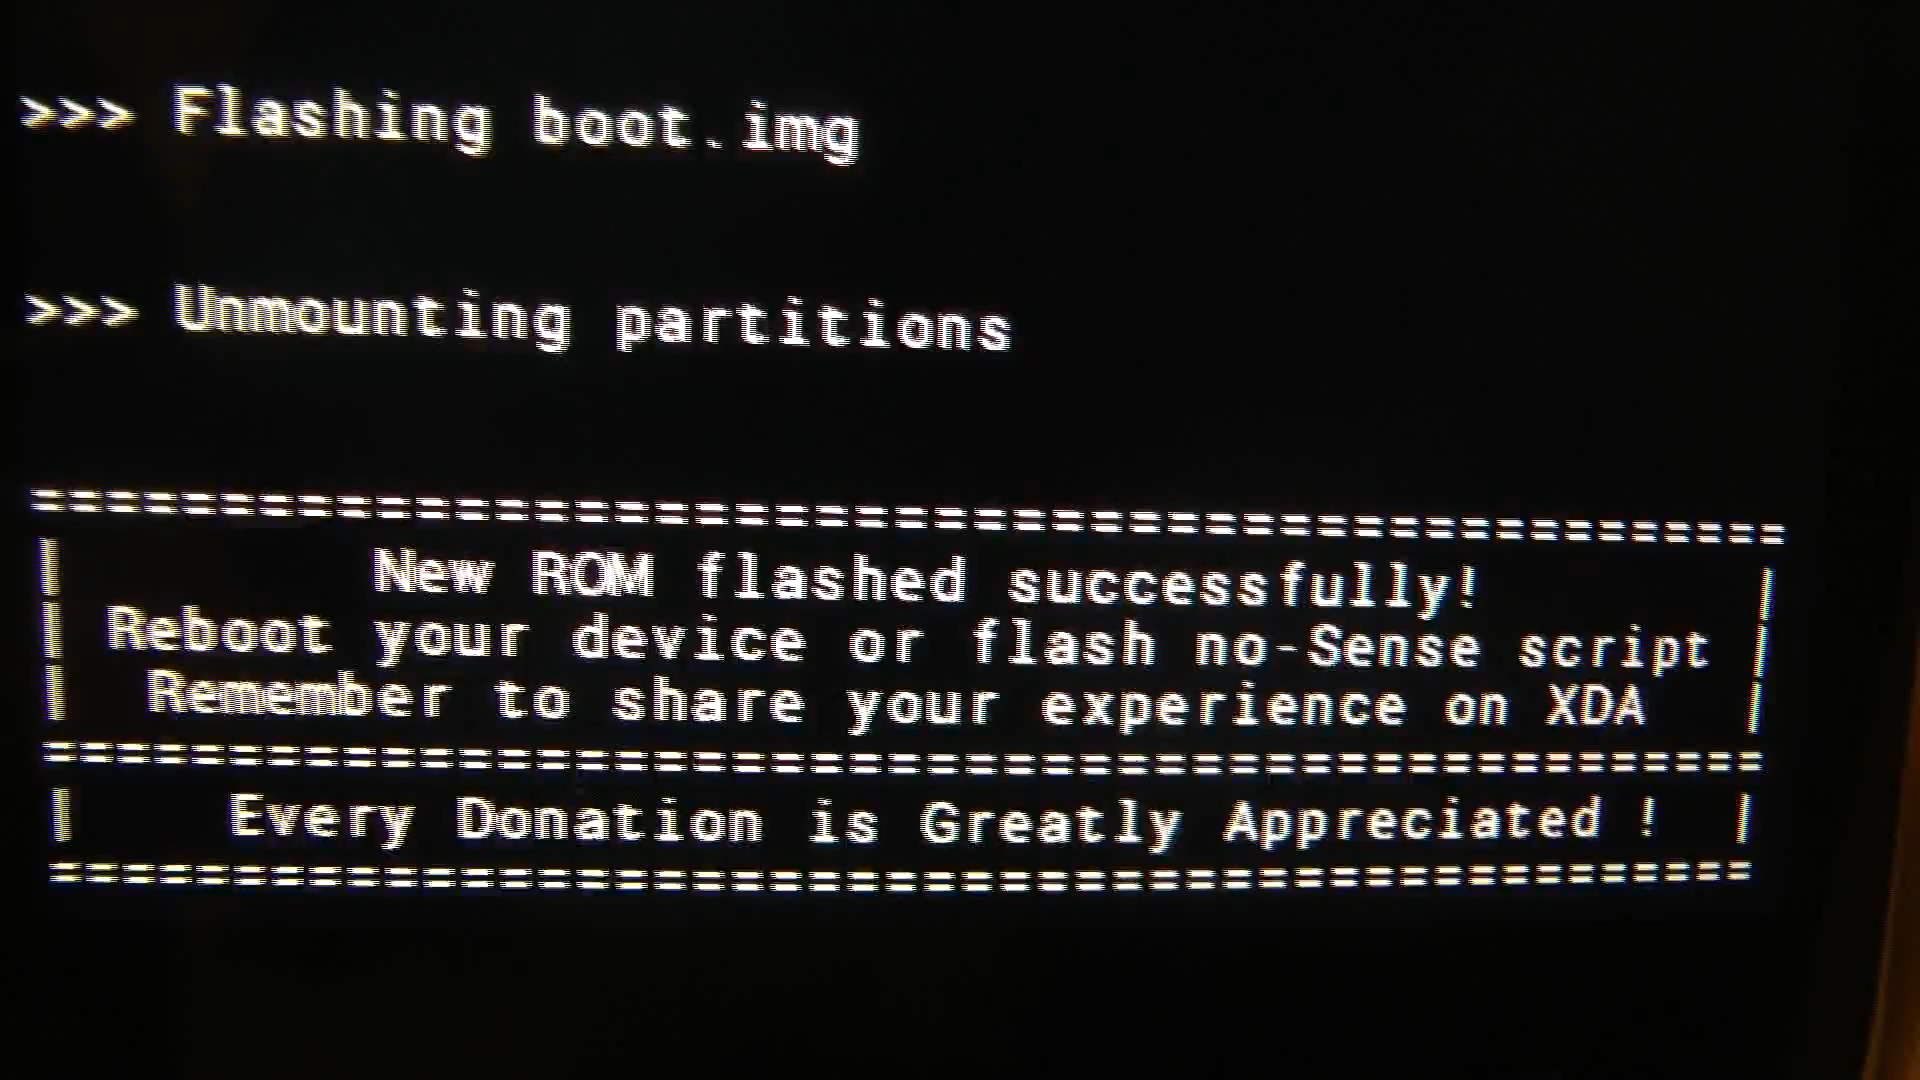 >>> Flashing boot.img
>>> Unmounting partitions
==============================================
| New ROM flashed successfully! |
| Reboot your device or flash no-Sense script |
| Remember to share your experience on XDA |
==============================================
| Every Donation is Greatly Appreciated ! |
==============================================